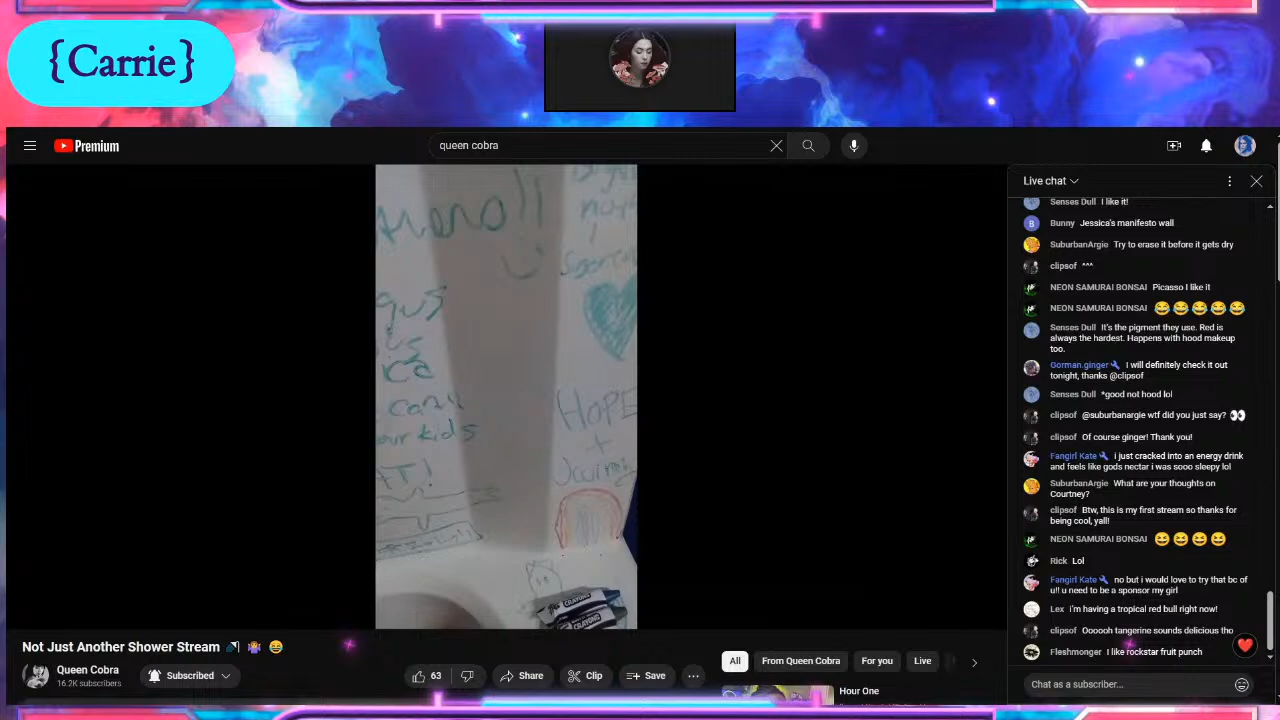 {Carrie}
Premium
queen cobra
Live chat
Senses Dull I like it!
B Bunny Jessica's manifesto wall
SuburbanArgie Try to erase it before it gets dry
clipsof ^^^
NEON SAMURAI BONSAI Picasso I like it
NEON SAMURAI BONSAI 😂😂😂😂😂
Senses Dull It's the pigment they use. Red is
always the hardest. Happens with hood makeup
too.
Gorman.ginger I will definitely check it out
tonight, thanks @clipsof
Senses Dull *good not hood lol
clipsof @suburbanargie wtf did you just say? 👀
clipsof Of course ginger! Thank you!
Fangirl Kate i just cracked into an energy drink
and feels like gods nectar i was sooo sleepy lol
SuburbanArgie What are your thoughts on
Courtney?
clipsof Btw, this is my first stream so thanks for
being cool, yall!
NEON SAMURAI BONSAI 😆😆😆😆
Rick Lol
Fangirl Kate no but i would love to try that bc of
u!! u need to be a sponsor my girl
Lex i'm having a tropical red bull right now!
clipsof Oooooh tangerine sounds delicious tho
Fleshmonger I like rockstar fruit punch
Chat as a subscriber...
HOPE
+
our kids
CRAYONS
CRAYONS
Not Just Another Shower Stream 🚿 🤷‍♀️ 😂
Queen Cobra
16.2K subscribers
Subscribed
63
Share
Clip
Save
All
From Queen Cobra
For you
Live
Hour One